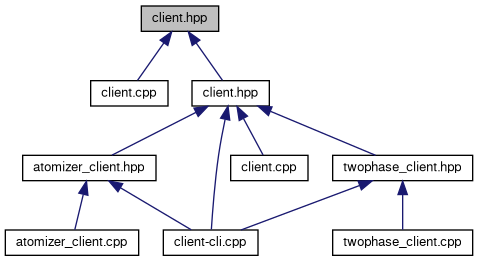 client.hpp
client.cpp
client.hpp
atomizer_client.hpp
client.cpp
twophase_client.hpp
atomizer_client.cpp
client-cli.cpp
twophase_client.cpp